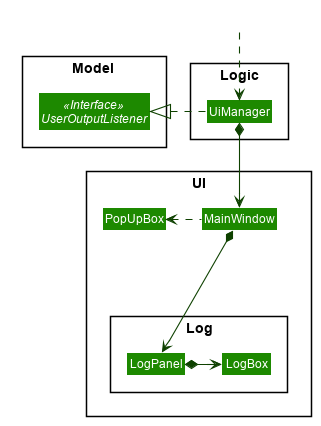 Model
«Interface»
UserOutputListener
Logic
UiManager
UI
PopUpBox
MainWindow
Log
LogPanel
LogBox